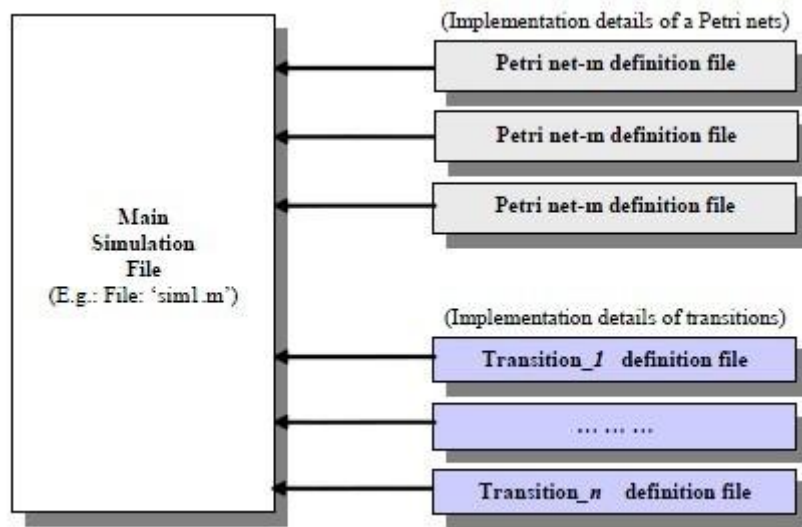 (Implementation details of a Petri nets)
Petri net-m definition file
Petri net-m definition file
Petri net-m definition file
Main
Simulation
File
(E.g.: File: ‘sim1.m’)
(Implementation details of transitions)
Transition_1 definition file
... ... ...
Transition_n definition file